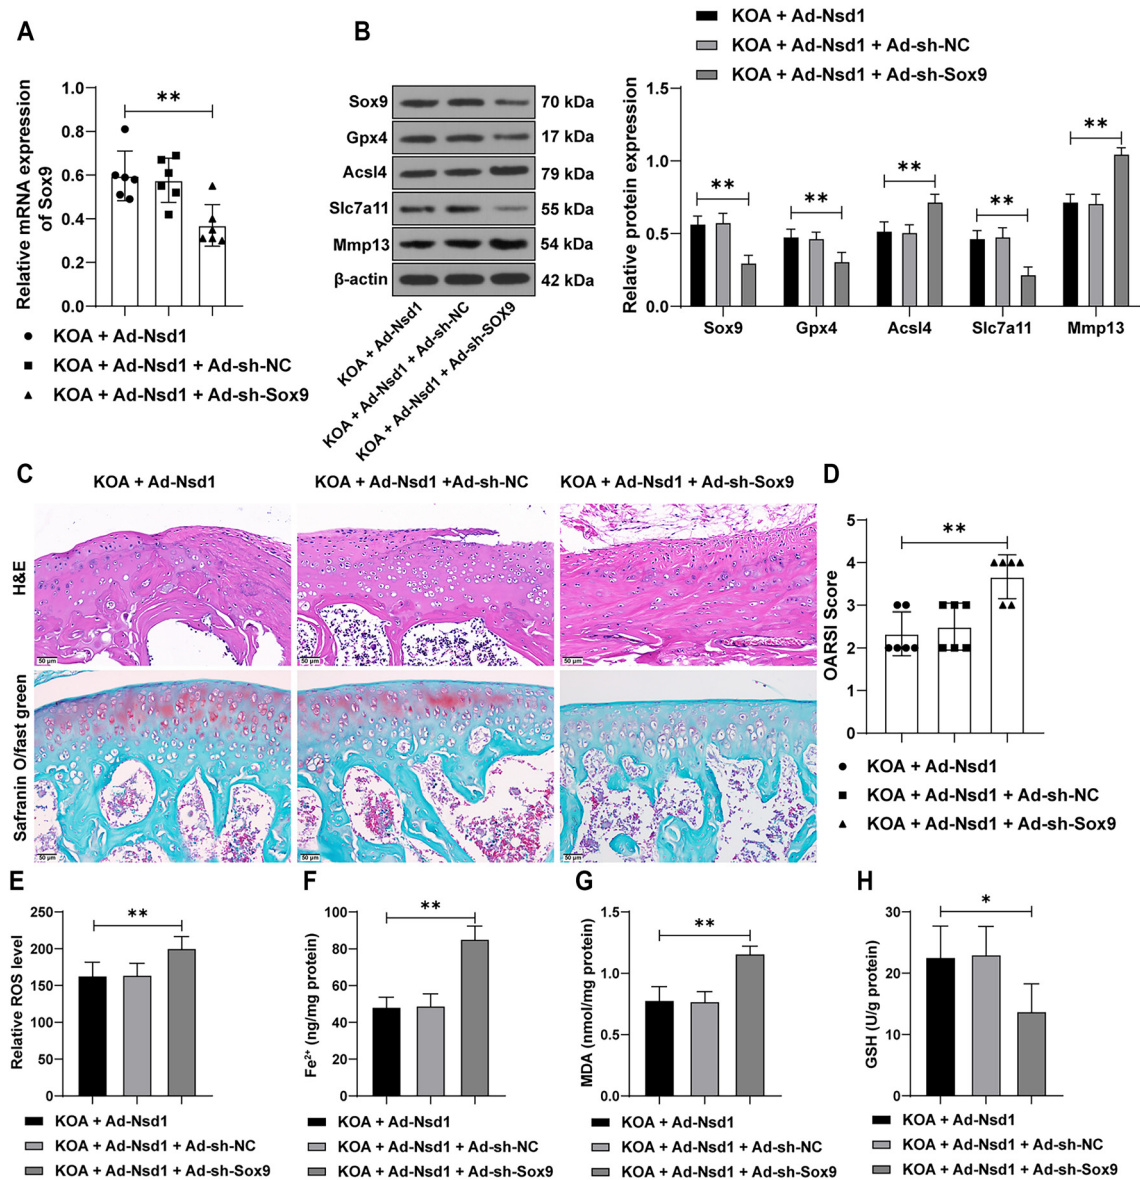 A
Relative mRNA expression
of Sox9
1.0
0.8
0.6
0.4
0.2
0.0
**
KOA + Ad-Nsd1
KOA + Ad-Nsd1 + Ad-sh-NC
KOA + Ad-Nsd1 + Ad-sh-Sox9
B
Sox9 70 kDa
Gpx4 17 kDa
Acsl4 79 kDa
Slc7a11 55 kDa
Mmp13 54 kDa
β-actin 42 kDa
KOA + Ad-Nsd1
KOA + Ad-Nsd1 + Ad-sh-NC
KOA + Ad-Nsd1 + Ad-sh-SOX9
KOA + Ad-Nsd1
KOA + Ad-Nsd1 + Ad-sh-NC
KOA + Ad-Nsd1 + Ad-sh-Sox9
Relative protein expression
1.5
1.0
0.5
0.0
** ** ** ** **
Sox9 Gpx4 Acsl4 Slc7a11 Mmp13
C
KOA + Ad-Nsd1 KOA + Ad-Nsd1 +Ad-sh-NC KOA + Ad-Nsd1 + Ad-sh-Sox9
H&E
50 μm 50 μm 50 μm
Safranin O/fast green
50 μm 50 μm 50 μm
D
OARSI Score
5
4
3
2
1
0
**
KOA + Ad-Nsd1
KOA + Ad-Nsd1 + Ad-sh-NC
KOA + Ad-Nsd1 + Ad-sh-Sox9
E
Relative ROS level
250
200
150
100
50
0
**
KOA + Ad-Nsd1
KOA + Ad-Nsd1 + Ad-sh-NC
KOA + Ad-Nsd1 + Ad-sh-Sox9
F
Fe²⁺ (ng/mg protein)
100
80
60
40
20
0
**
KOA + Ad-Nsd1
KOA + Ad-Nsd1 + Ad-sh-NC
KOA + Ad-Nsd1 + Ad-sh-Sox9
G
MDA (nmol/mg protein)
1.5
1.0
0.5
0.0
**
KOA + Ad-Nsd1
KOA + Ad-Nsd1 + Ad-sh-NC
KOA + Ad-Nsd1 + Ad-sh-Sox9
H
GSH (U/g protein)
30
20
10
0
*
KOA + Ad-Nsd1
KOA + Ad-Nsd1 + Ad-sh-NC
KOA + Ad-Nsd1 + Ad-sh-Sox9